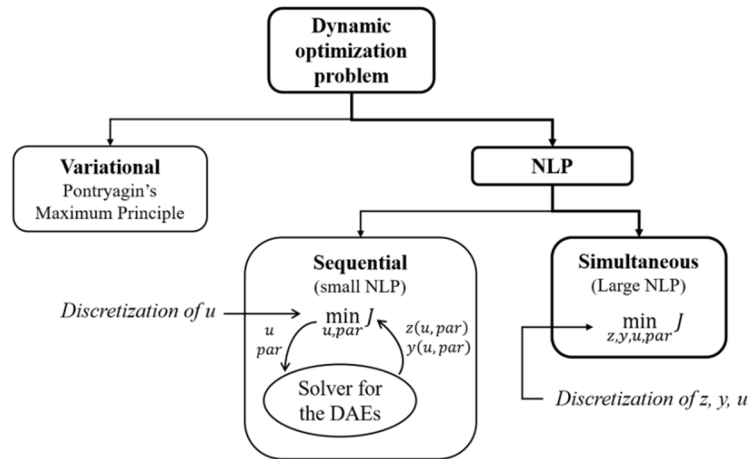 Dynamic
optimization
problem
Variational
Pontryagin's
Maximum Principle
NLP
Sequential
(small NLP)
Discretization of u
min J
u,par
u
par
z(u, par)
y(u, par)
Solver for
the DAEs
Simultaneous
(Large NLP)
min J
z,y,u,par
Discretization of z, y, u